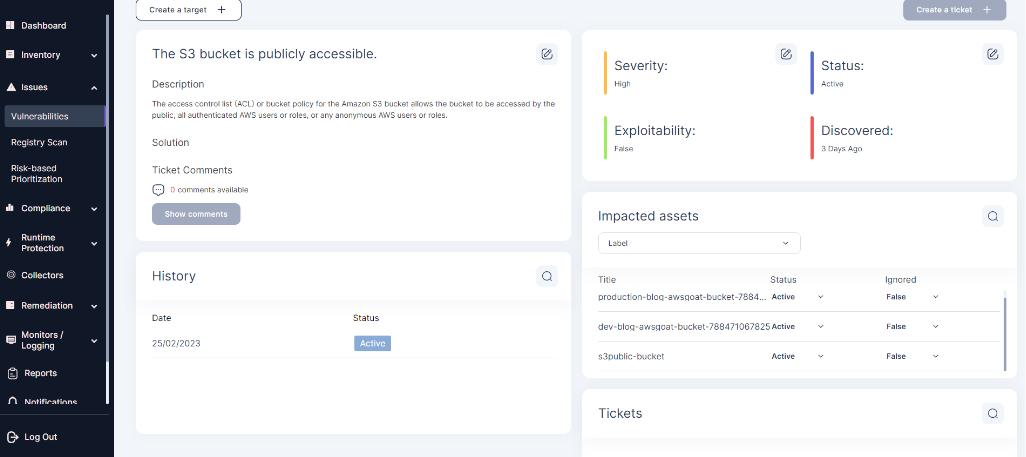 Dashboard
Inventory
Issues
Vulnerabilities
Registry Scan
Risk-based
Prioritization
Compliance
Runtime
Protection
Collectors
Remediation
Monitors /
Logging
Reports
Notifications
Log Out
Create a target +
Create a ticket +
The S3 bucket is publicly accessible.
Description
The access control list (ACL) or bucket policy for the Amazon S3 bucket allows the bucket to be accessed by the
public, all authenticated AWS users or roles, or any anonymous AWS users or roles.
Solution
Ticket Comments
0 comments available
Show comments
History
Date Status
25/02/2023 Active
Severity:
High
Status:
Active
Exploitability:
False
Discovered:
3 Days Ago
Impacted assets
Label
Title Status Ignored
production-blog-awsgoat-bucket-7884... Active False
dev-blog-awsgoat-bucket-788471067825 Active False
s3public-bucket Active False
Tickets